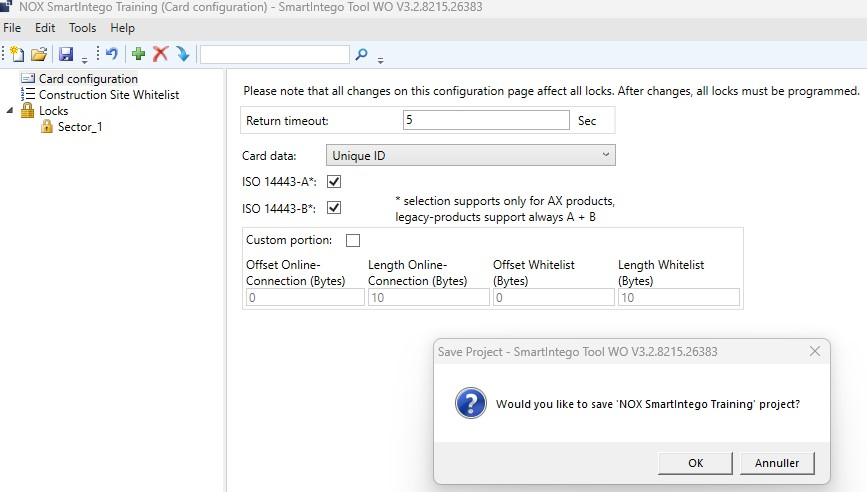 NOX SmartIntego Training (Card configuration) - SmartIntego Tool WO V3.2.8215.26383
File Edit Tools Help
Card configuration
Construction Site Whitelist
Locks
Sector_1
Please note that all changes on this configuration page affect all locks. After changes, all locks must be programmed.
Return timeout: 5 Sec
Card data: Unique ID
ISO 14443-A*:
ISO 14443-B*:
* selection supports only for AX products,
legacy-products support always A + B
Custom portion:
Offset Online- Length Online- Offset Whitelist Length Whitelist
Connection (Bytes) Connection (Bytes) (Bytes) (Bytes)
0 10 0 10
Save Project - SmartIntego Tool WO V3.2.8215.26383
Would you like to save 'NOX SmartIntego Training' project?
OK Annuller